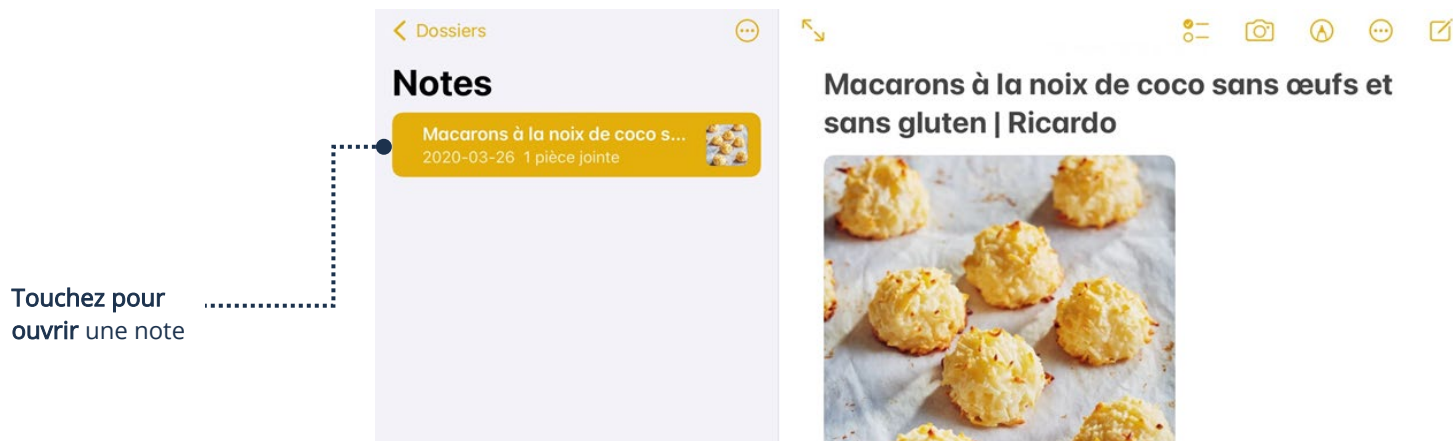 Dossiers
Notes
Macarons à la noix de coco s...
2020-03-26 1 pièce jointe
Touchez pour
ouvrir une note
Macarons à la noix de coco sans œufs et
sans gluten | Ricardo